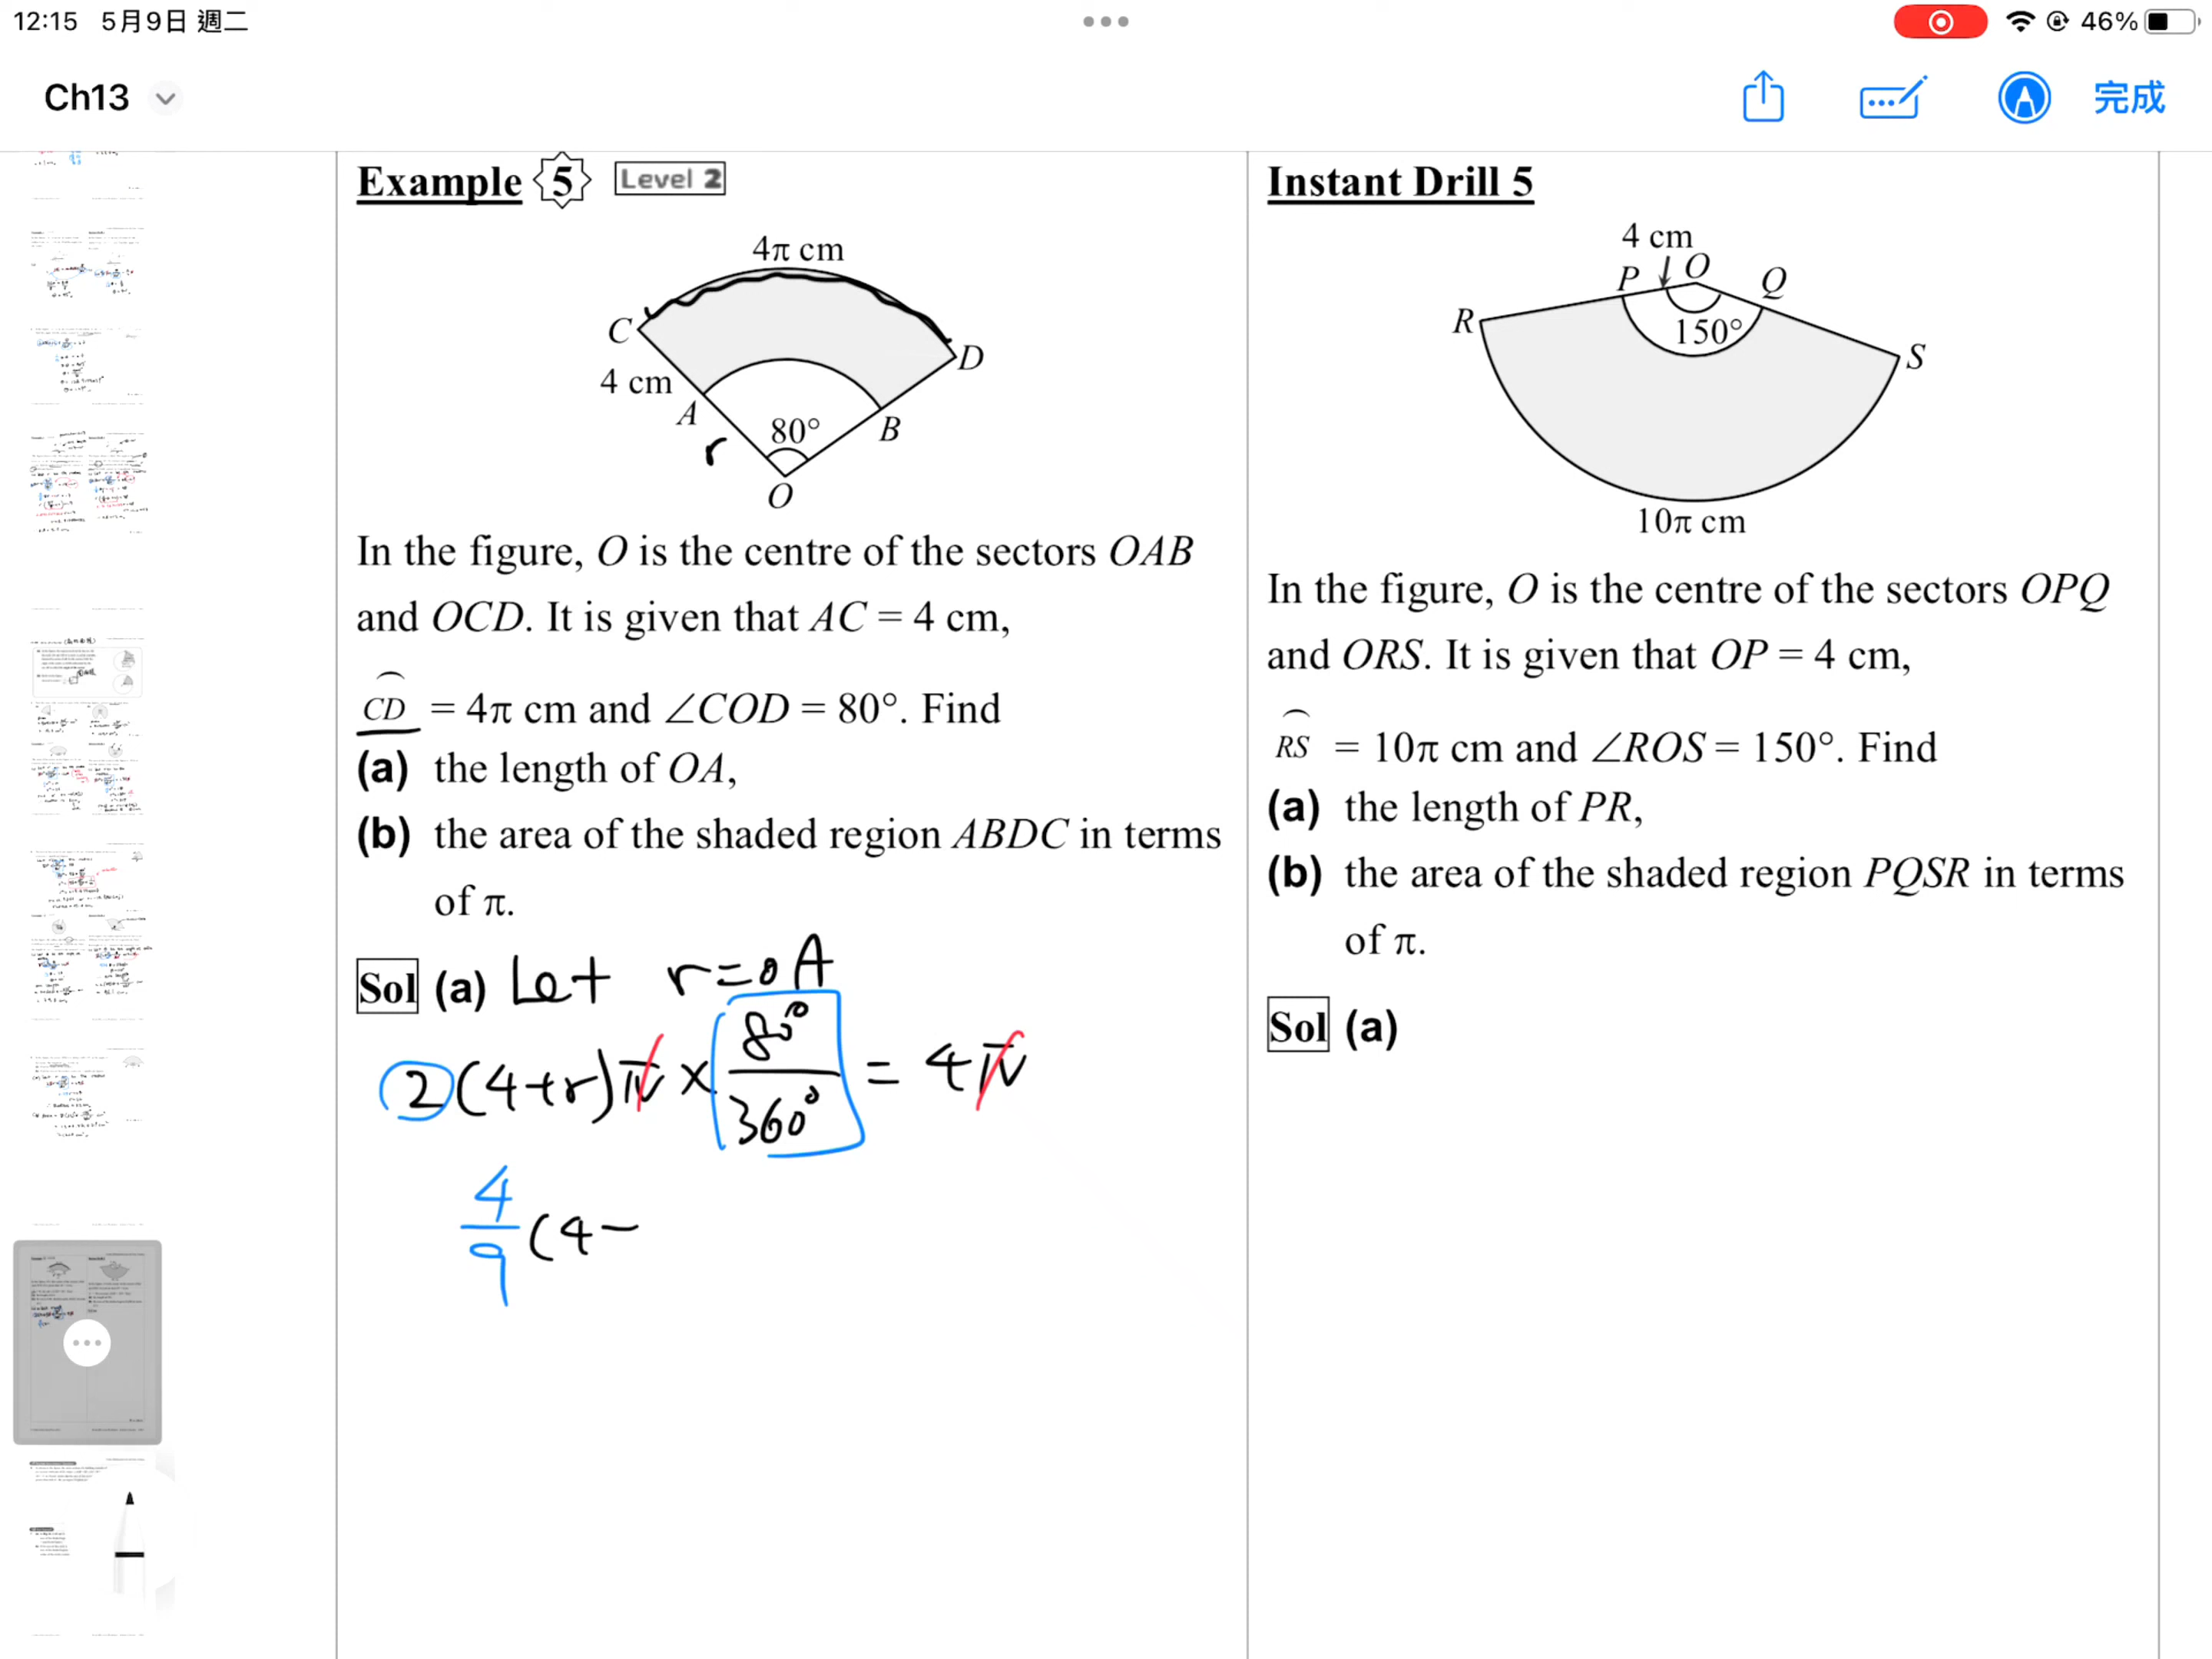 12:15 5月9日 週二
46%
Ch13
完成
Example 5 Level 2
4π cm
C
D
4 cm
A
B
80°
r
O
In the figure, O is the centre of the sectors OAB
and OCD. It is given that AC = 4 cm,
CD = 4π cm and ∠COD = 80°. Find
(a) the length of OA,
(b) the area of the shaded region ABDC in terms
of π.
Sol (a) Let r=OA
2(4+r)π × 80°/360° = 4π
4/9 (4−
Instant Drill 5
4 cm
P
O
Q
R
150°
S
10π cm
In the figure, O is the centre of the sectors OPQ
and ORS. It is given that OP = 4 cm,
RS = 10π cm and ∠ROS = 150°. Find
(a) the length of PR,
(b) the area of the shaded region PQSR in terms
of π.
Sol (a)